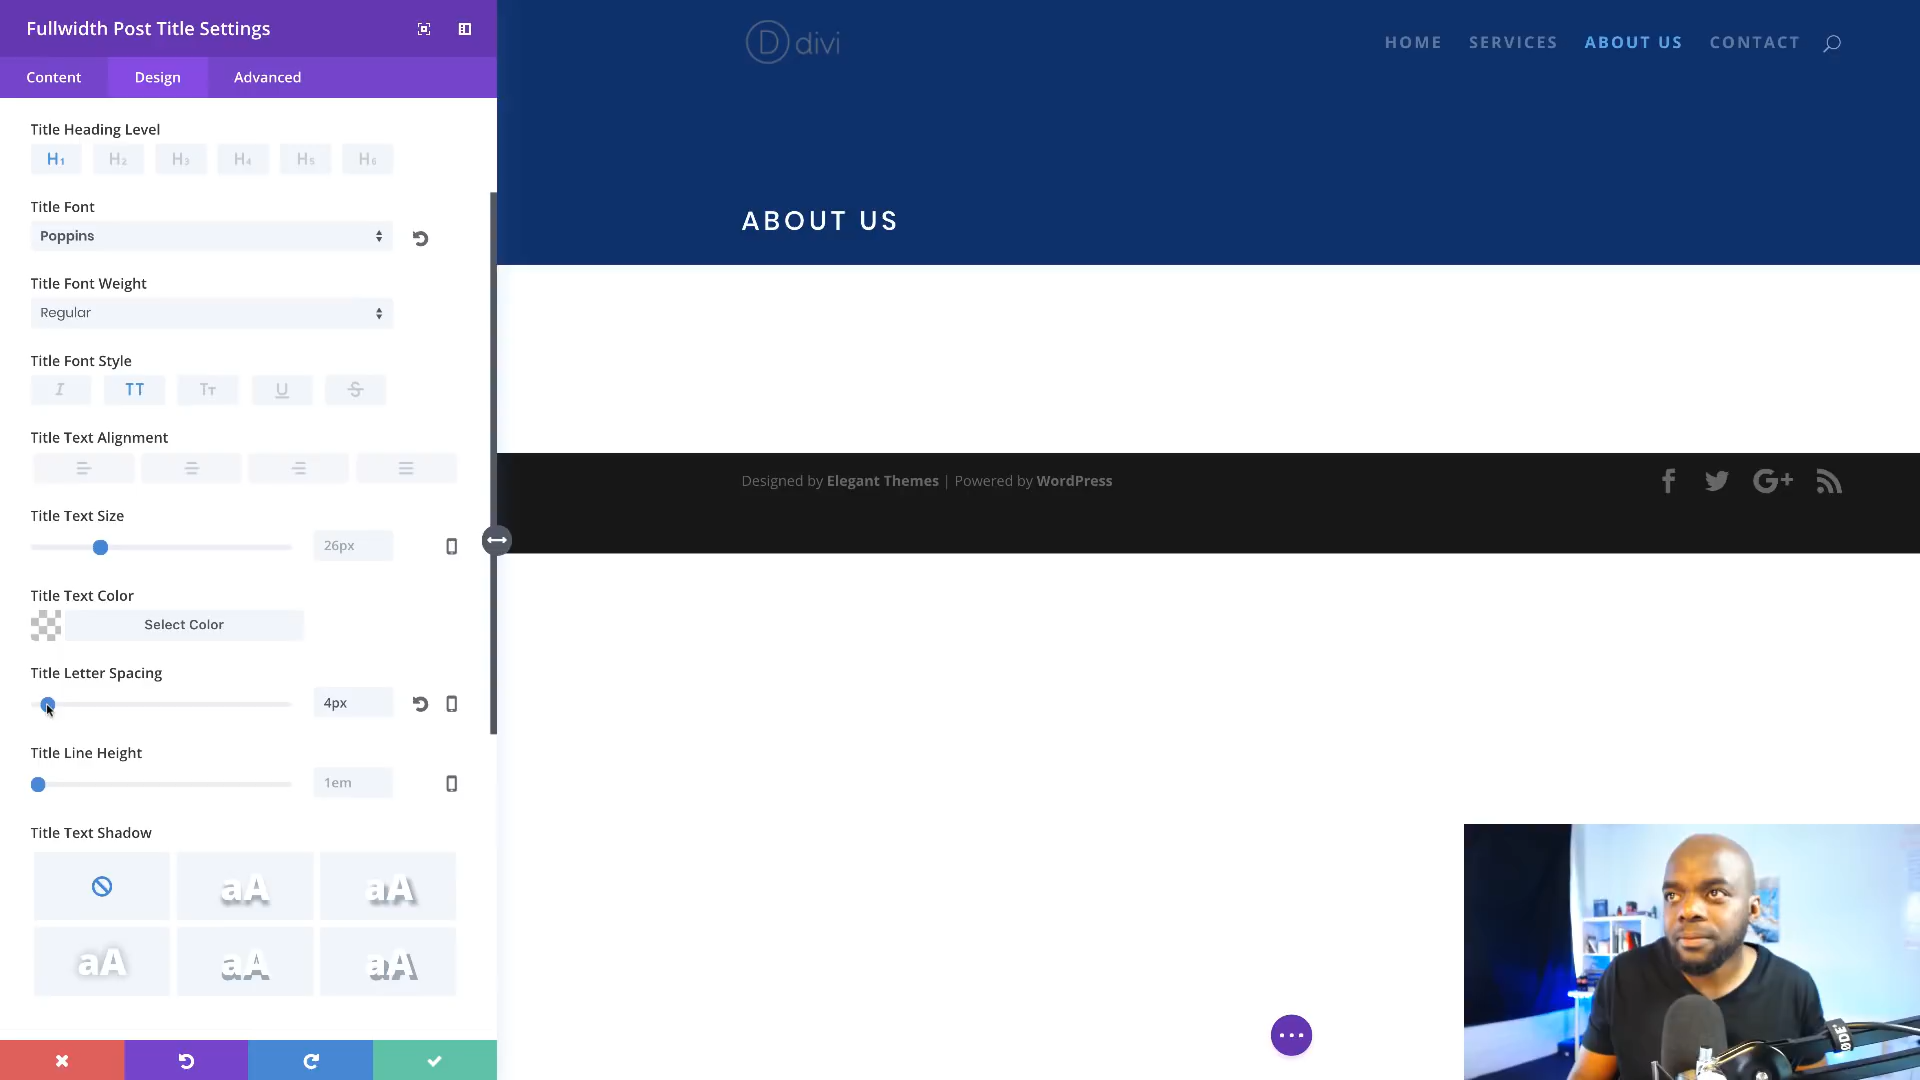 Fullwidth Post Title Settings
Content
Design
Advanced
Title Heading Level
H1
H2
H3
H4
H5
H6
Title Font
Poppins
Title Font Weight
Regular
Title Font Style
I
TT
TT
U
S
Title Text Alignment
Title Text Size
26px
Title Text Color
Select Color
Title Letter Spacing
4px
Title Line Height
1em
Title Text Shadow
aA
aA
aA
aA
aA
D divi
HOME
SERVICES
ABOUT US
CONTACT
ABOUT US
Designed by Elegant Themes | Powered by WordPress
G+